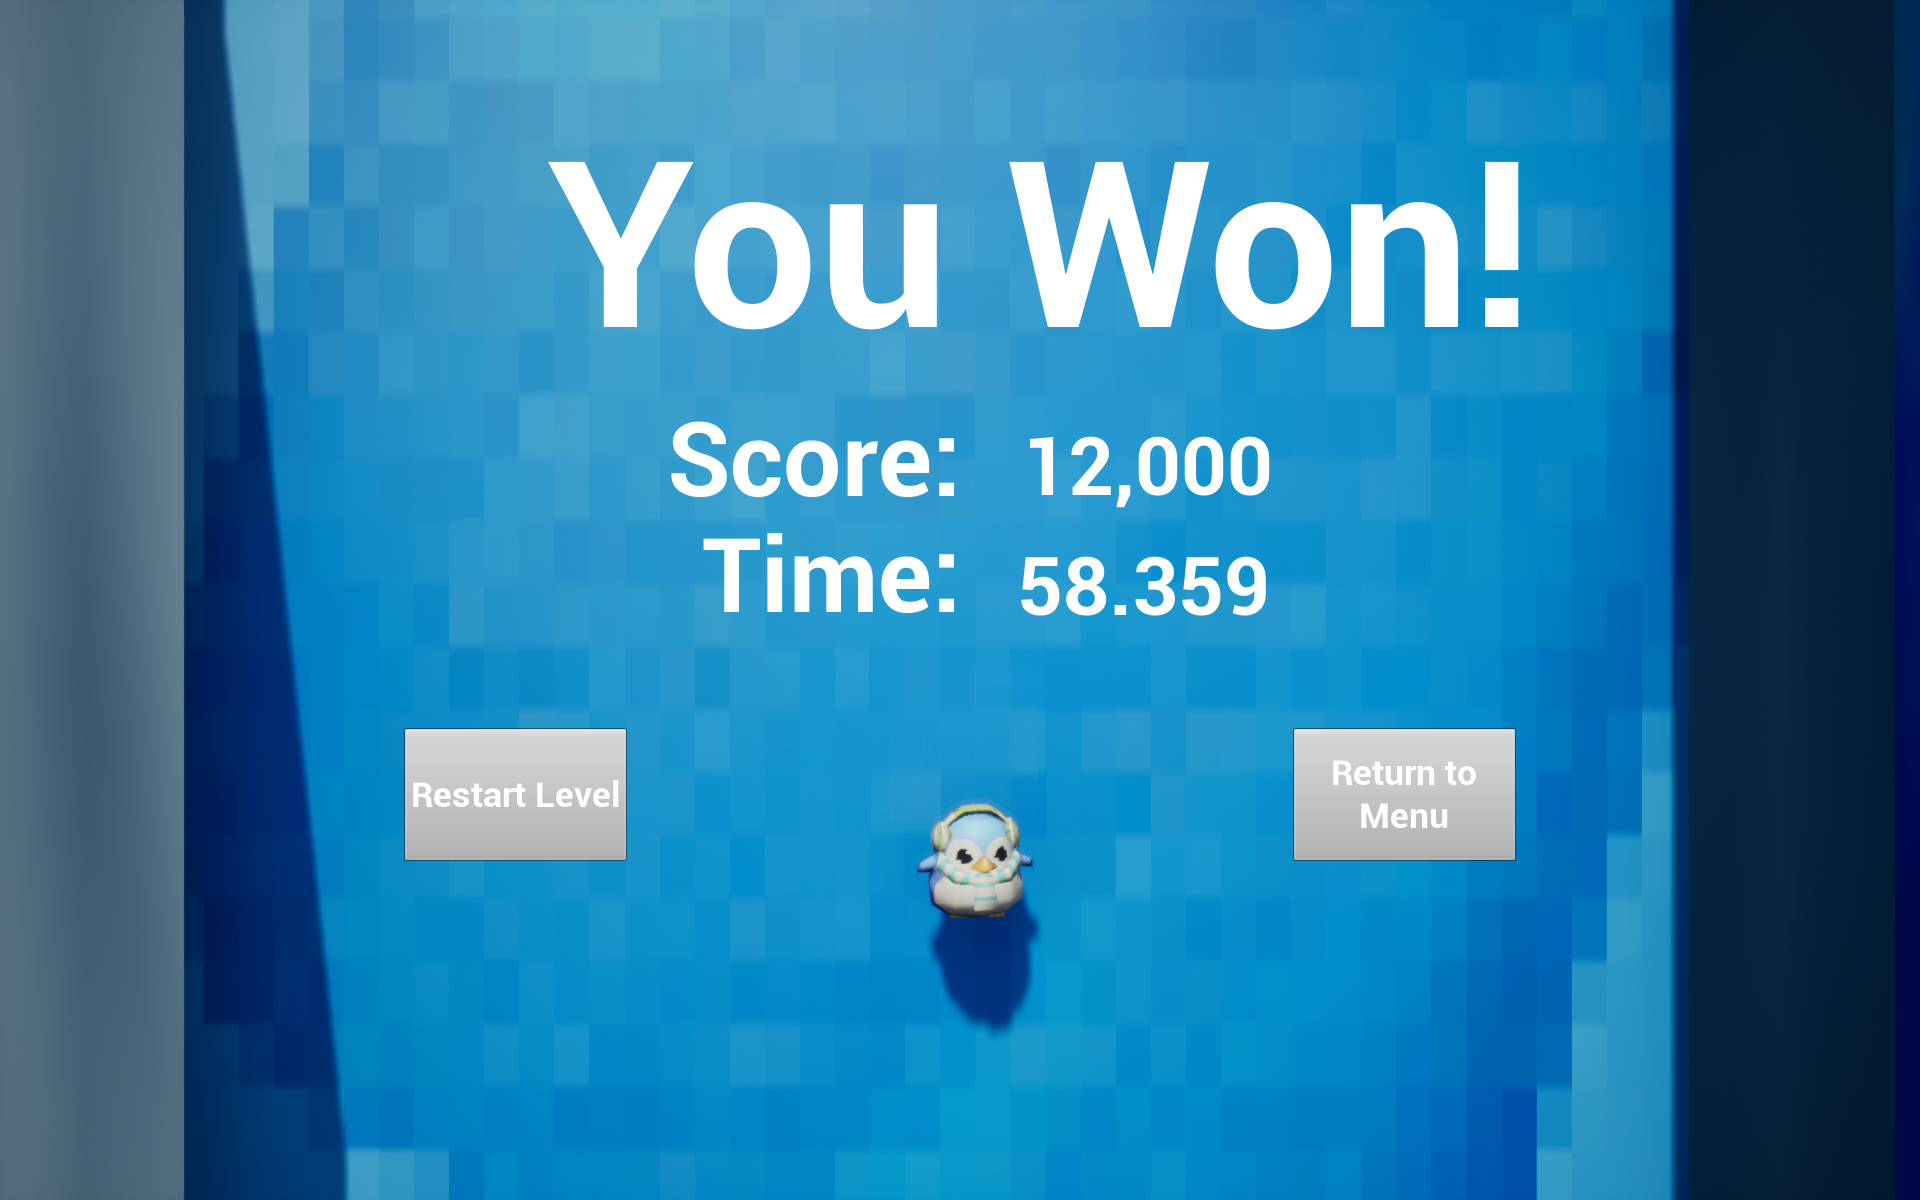 You Won!
Score: 12,000
Time: 58.359
Restart Level
Return to
Menu